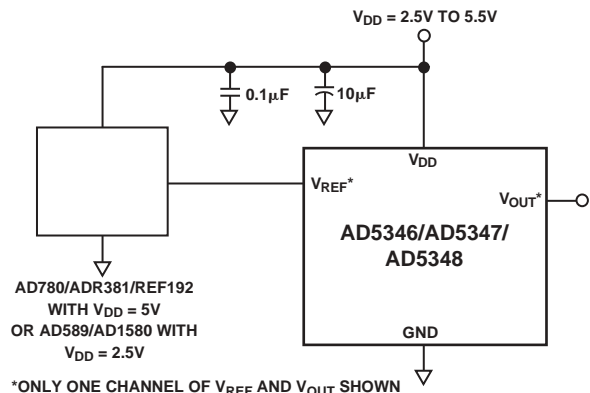 V_DD = 2.5V TO 5.5V
0.1µF
10µF
V_DD
V_REF*
V_OUT*
AD5346/AD5347/
AD5348
GND
AD780/ADR381/REF192
WITH V_DD = 5V
OR AD589/AD1580 WITH
V_DD = 2.5V
*ONLY ONE CHANNEL OF V_REF AND V_OUT SHOWN